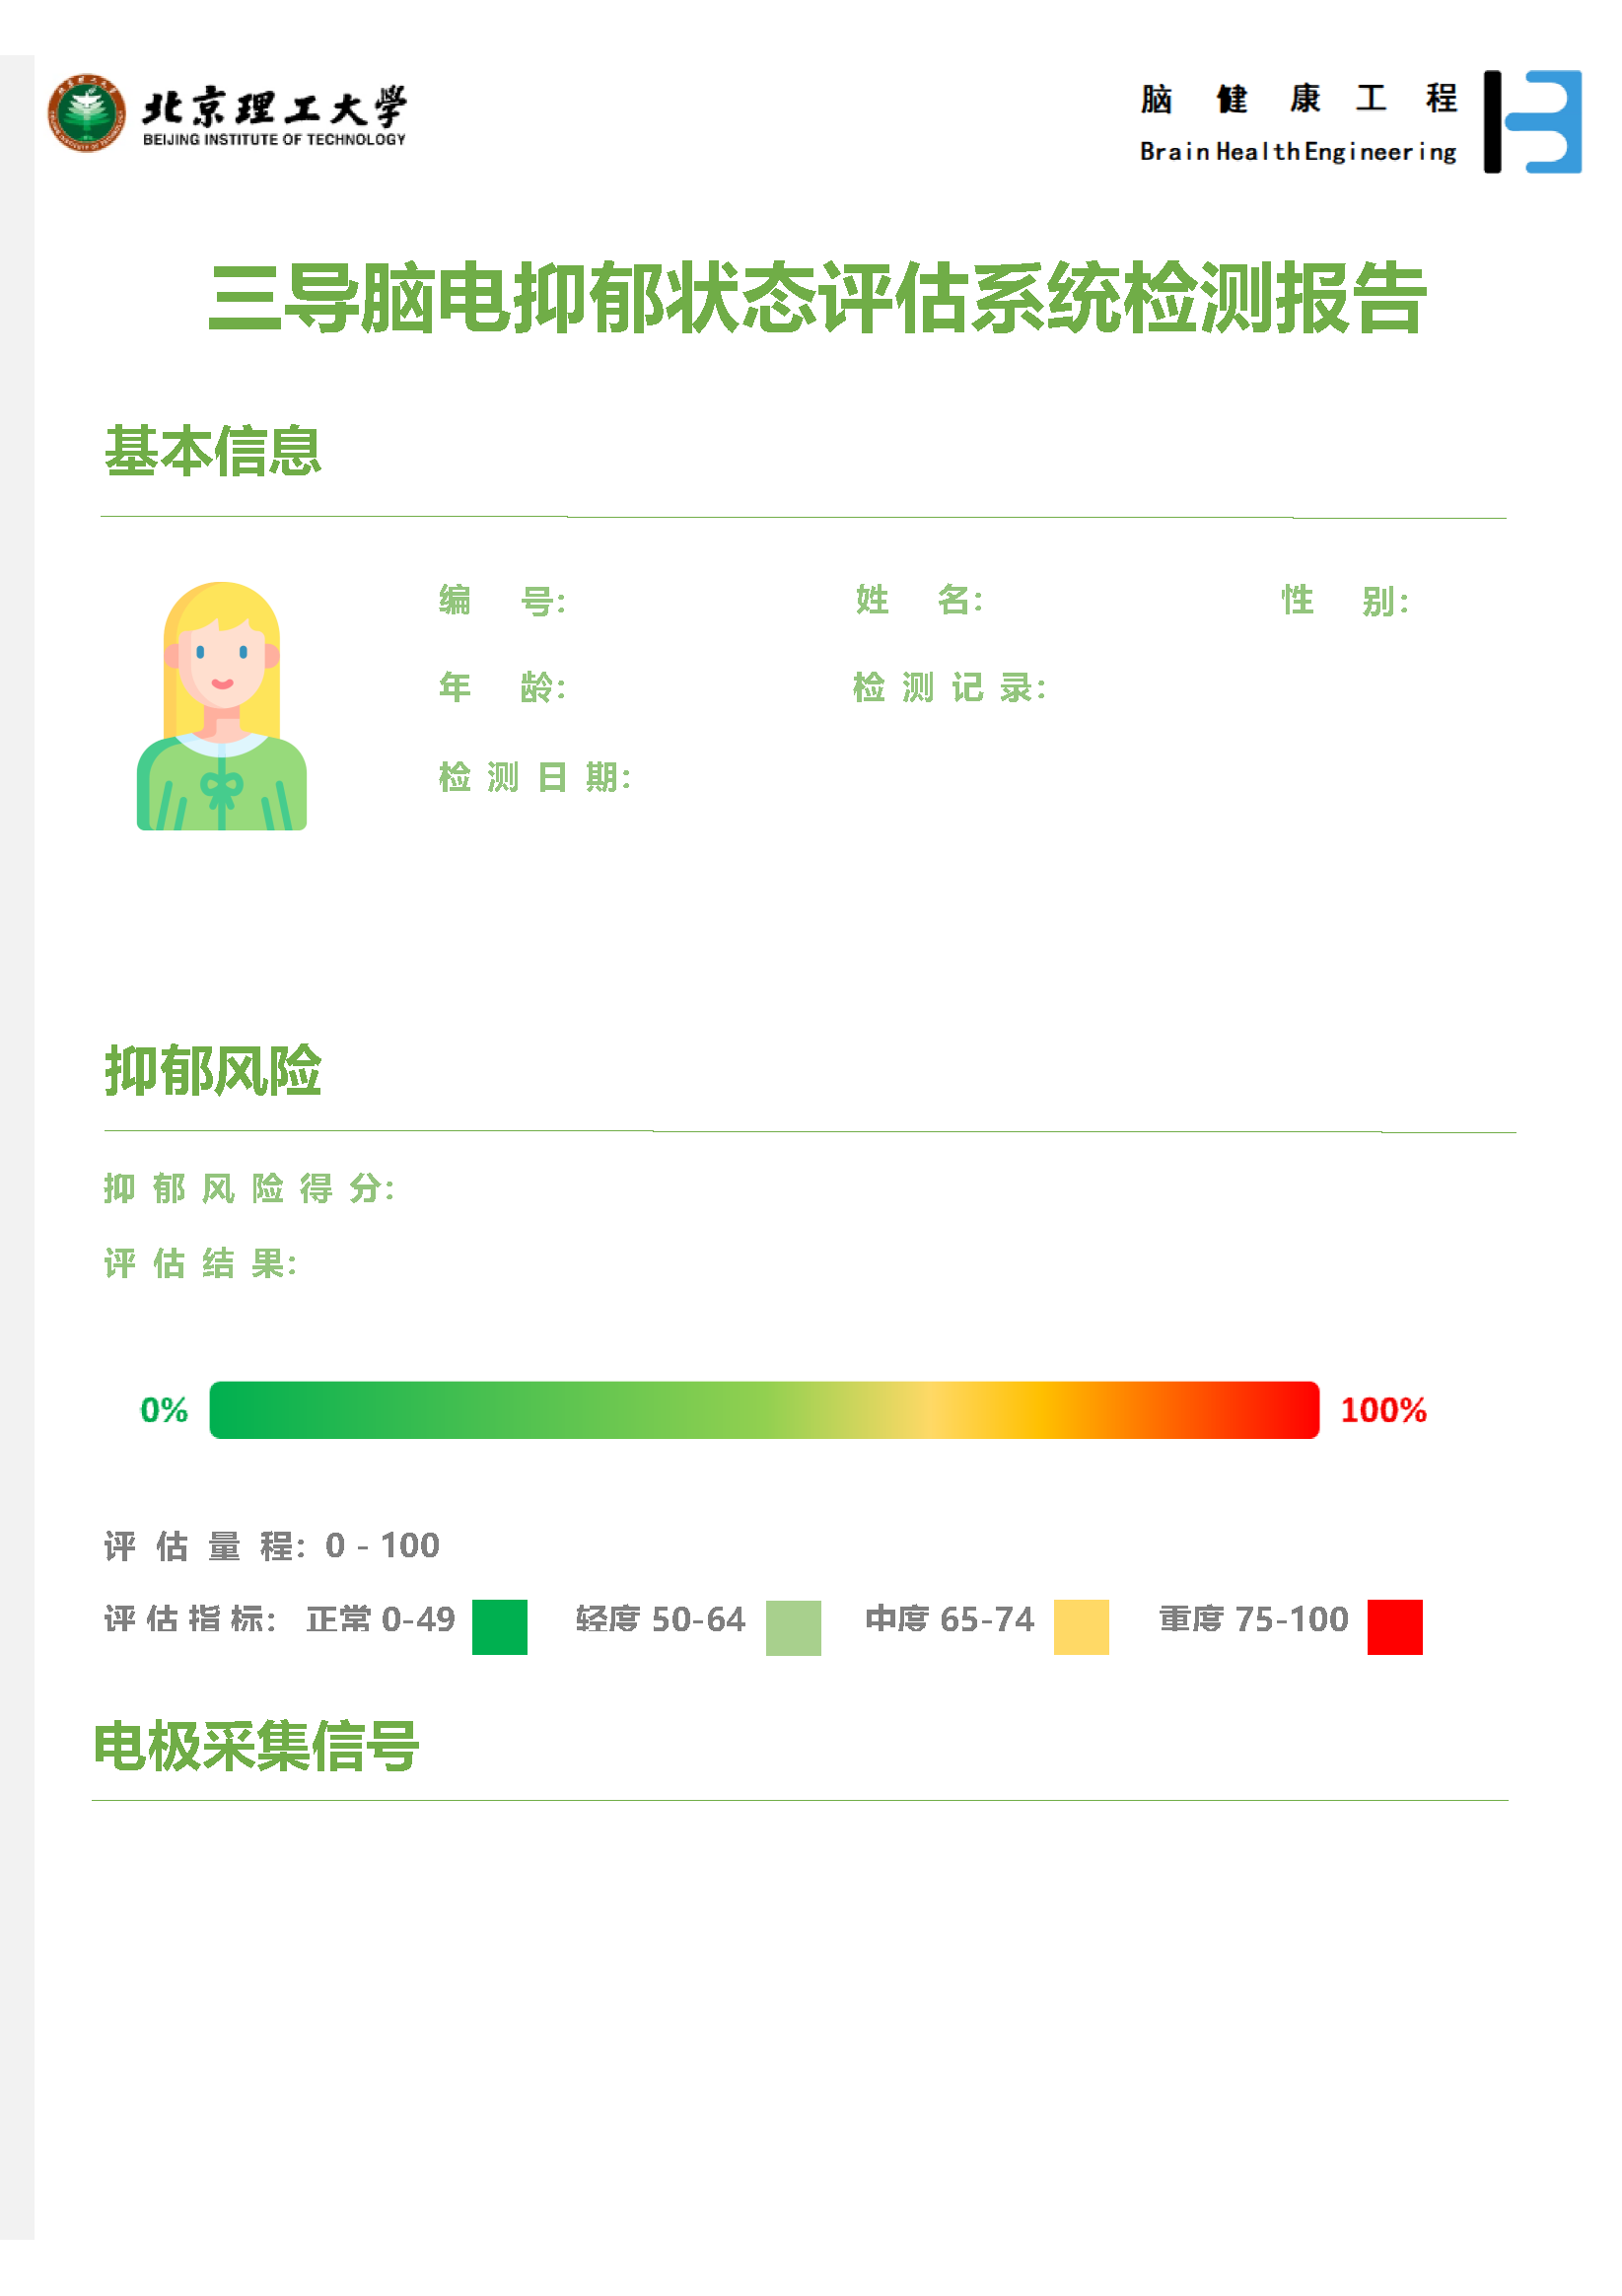 北京理工大学
BEIJING INSTITUTE OF TECHNOLOGY
脑健康工程
Brain Health Engineering
三导脑电抑郁状态评估系统检测报告
基本信息
编 号： 姓 名： 性 别：
年 龄： 检测记录：
检测日期：
抑郁风险
抑郁风险得分：
评估结果：
0% 100%
评估量程：0 - 100
评估指标： 正常 0-49 轻度 50-64 中度 65-74 重度 75-100
电极采集信号